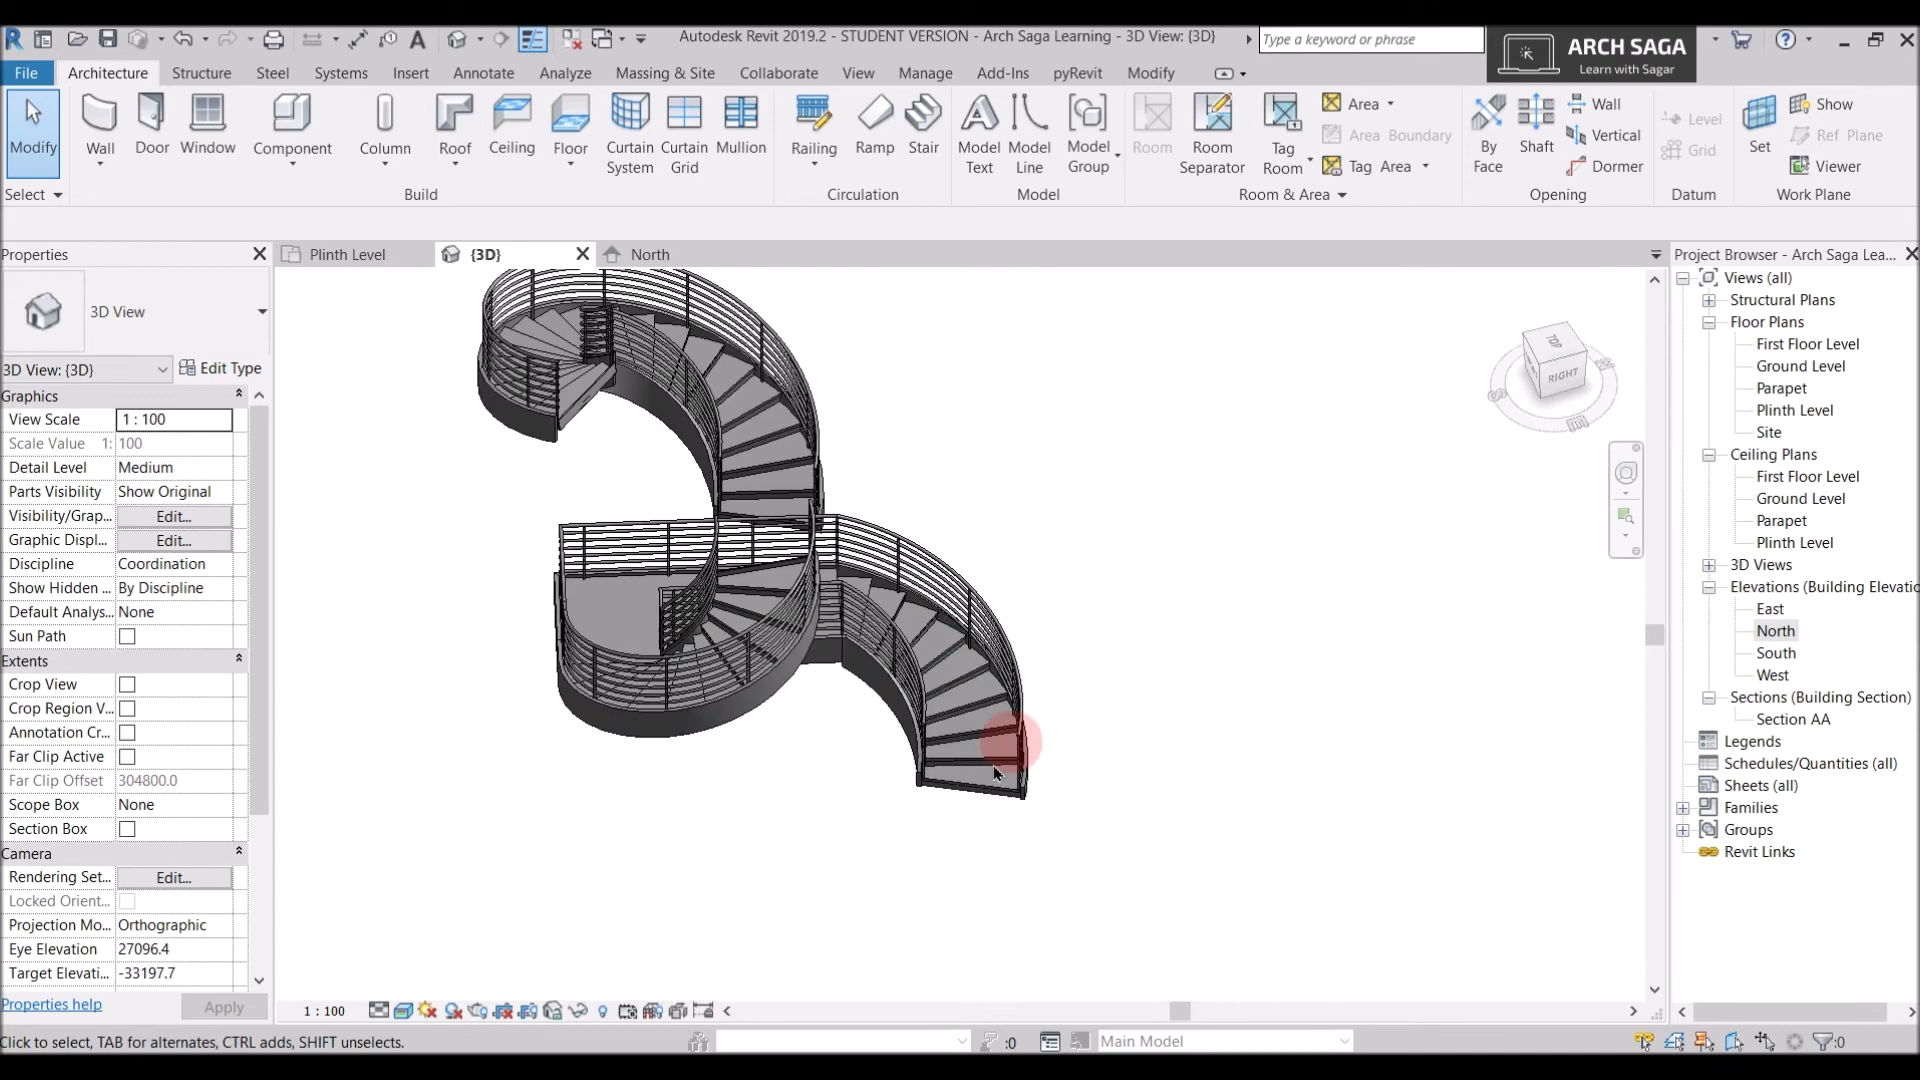 Autodesk Revit 2019.2 - STUDENT VERSION - Arch Saga Learning - 3D View: {3D}
Type a keyword or phrase
ARCH SAGA
Learn with Sagar
File Architecture Structure Steel Systems Insert Annotate Analyze Massing & Site Collaborate View Manage Add-Ins pyRevit Modify
Modify Wall Door Window Component Column Roof Ceiling Floor Curtain System Curtain Grid Mullion Railing Ramp Stair Model Text Model Line Model Group Room Room Separator Tag Room
Area
Area Boundary
Tag Area
By Face Shaft
Wall
Vertical
Dormer
Level
Grid
Set
Show
Ref Plane
Viewer
Select Build Circulation Model Room & Area Opening Datum Work Plane
Properties
Plinth Level {3D} North
3D View
3D View: {3D} Edit Type
Graphics
View Scale 1 : 100
Scale Value 1: 100
Detail Level Medium
Parts Visibility Show Original
Visibility/Grap... Edit...
Graphic Displ... Edit...
Discipline Coordination
Show Hidden ... By Discipline
Default Analys... None
Sun Path
Extents
Crop View
Crop Region V...
Annotation Cr...
Far Clip Active
Far Clip Offset 304800.0
Scope Box None
Section Box
Camera
Rendering Set... Edit...
Locked Orient...
Projection Mo... Orthographic
Eye Elevation 27096.4
Target Elevati... -33197.7
Properties help Apply
TOP
RIGHT
Project Browser - Arch Saga Lea...
Views (all)
Structural Plans
Floor Plans
First Floor Level
Ground Level
Parapet
Plinth Level
Site
Ceiling Plans
First Floor Level
Ground Level
Parapet
Plinth Level
3D Views
Elevations (Building Elevatio
East
North
South
West
Sections (Building Section)
Section AA
Legends
Schedules/Quantities (all)
Sheets (all)
Families
Groups
Revit Links
1 : 100
Click to select, TAB for alternates, CTRL adds, SHIFT unselects.
:0
Main Model
:0